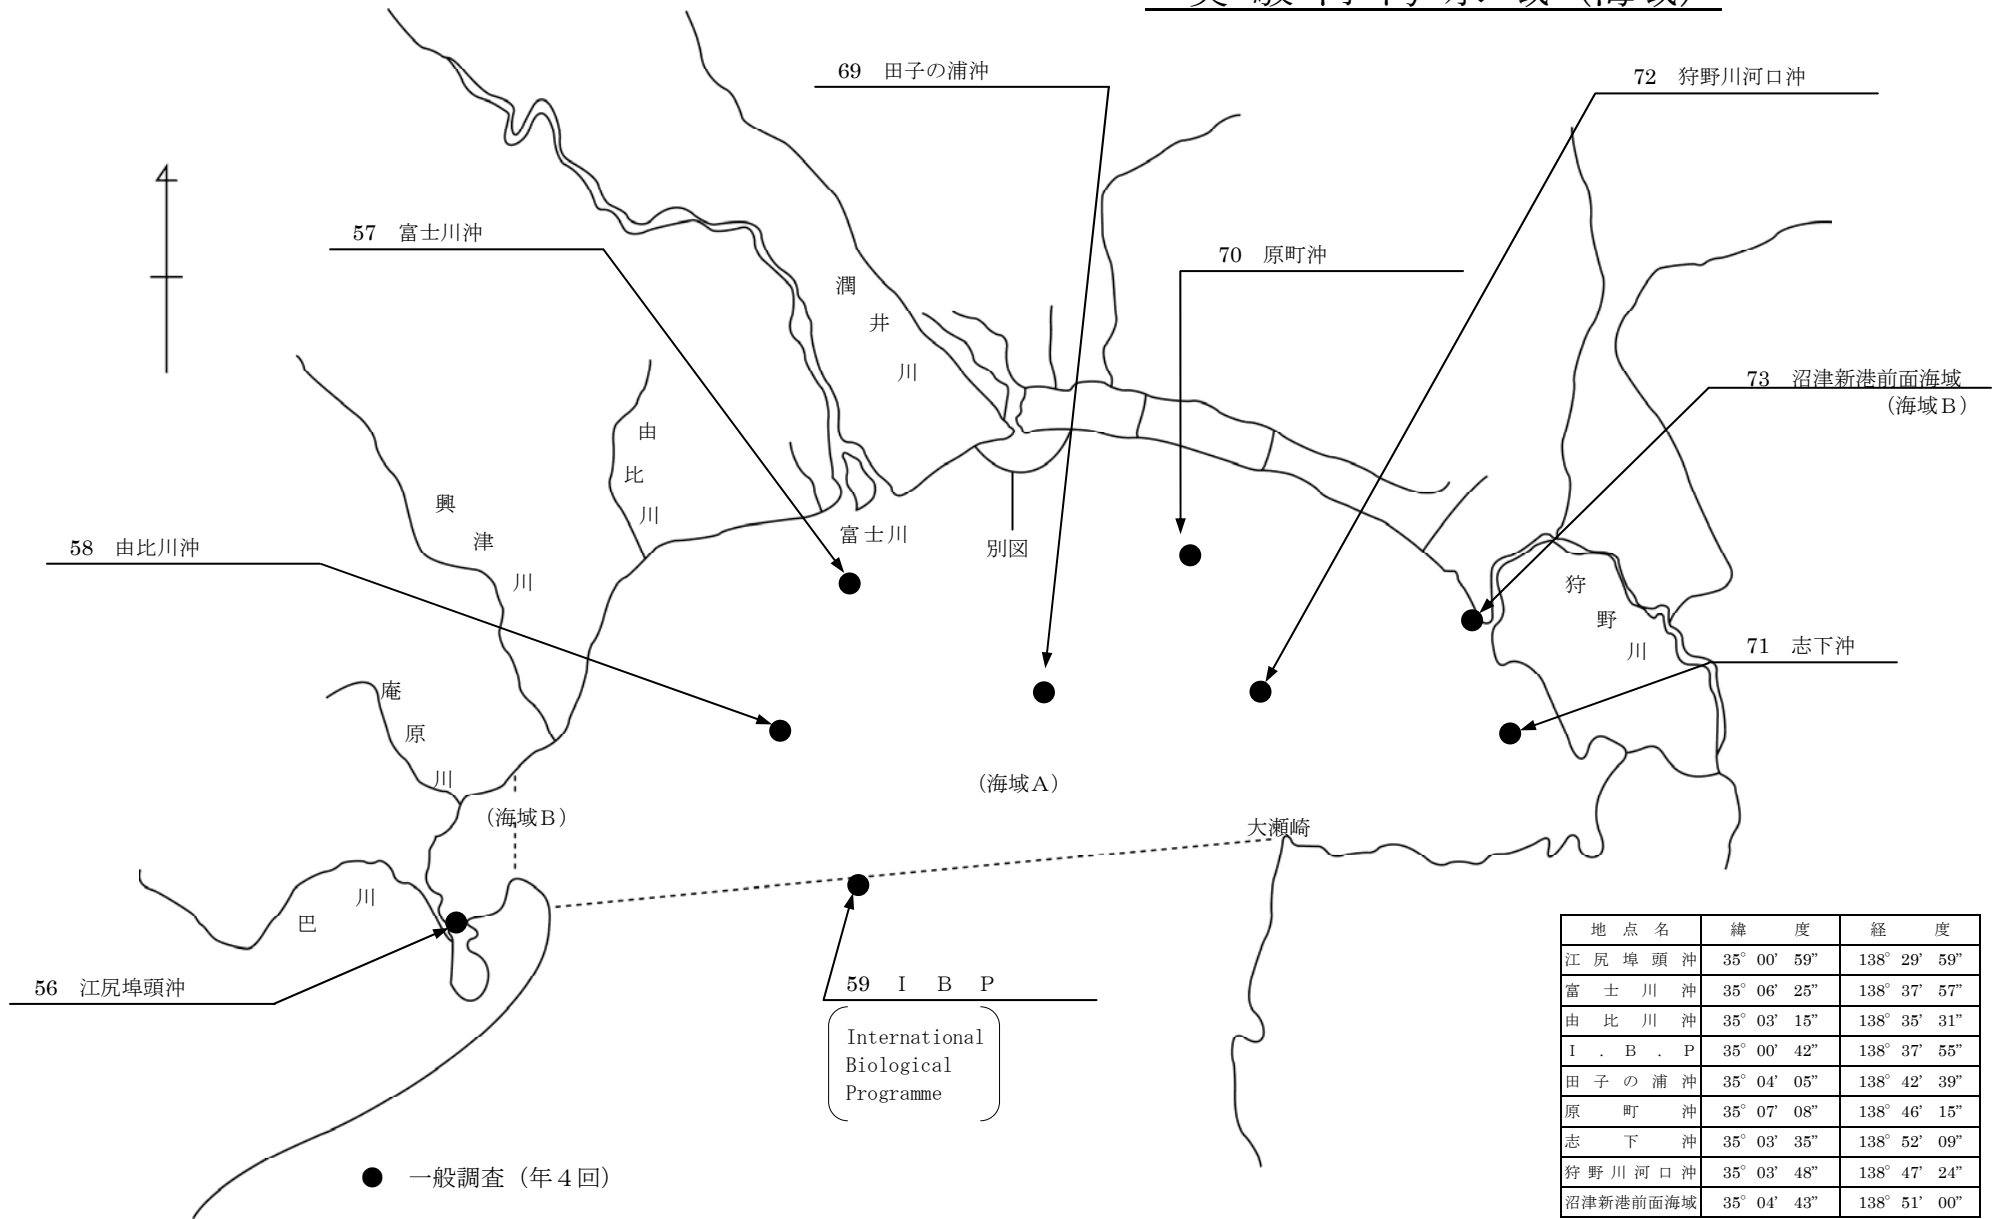 69 田子の浦沖
72 狩野川河口沖
57 富士川沖
70 原町沖
潤井川
73 沼津新港前面海域
(海域B)
由比川
興津川
富士川
別図
58 由比川沖
狩野川
71 志下沖
庵原川
(海域A)
(海域B)
大瀬崎
巴川
56 江尻埠頭沖
59 I B P
International
Biological
Programme
● 一般調査（年4回）
地点名 緯度 経度
江尻埠頭沖 35° 00’ 59” 138° 29’ 59”
富士川沖 35° 06’ 25” 138° 37’ 57”
由比川沖 35° 03’ 15” 138° 35’ 31”
I . B . P 35° 00’ 42” 138° 37’ 55”
田子の浦沖 35° 04’ 05” 138° 42’ 39”
原町沖 35° 07’ 08” 138° 46’ 15”
志下沖 35° 03’ 35” 138° 52’ 09”
狩野川河口沖 35° 03’ 48” 138° 47’ 24”
沼津新港前面海域 35° 04’ 43” 138° 51’ 00”